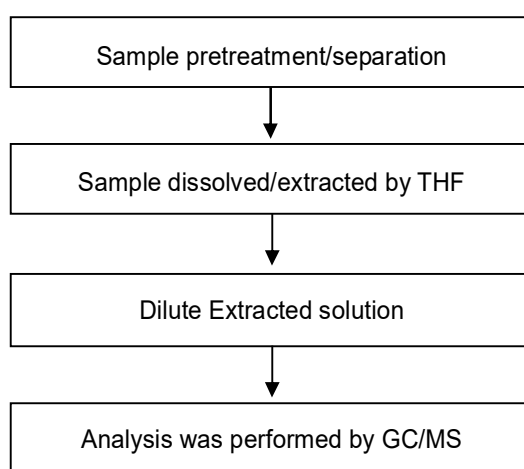 Sample pretreatment/separation
Sample dissolved/extracted by THF
Dilute Extracted solution
Analysis was performed by GC/MS